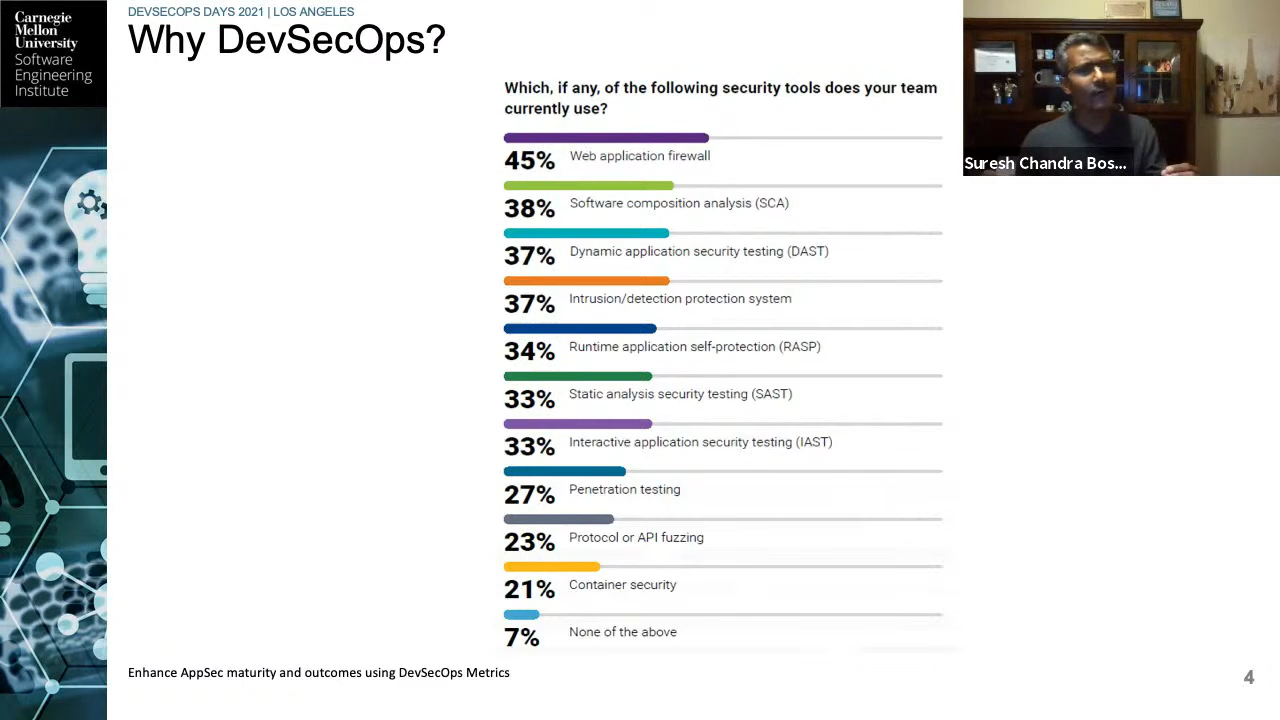 Carnegie
Mellon
University
Software
Engineering
Institute
DEVSECOPS DAYS 2021 | LOS ANGELES
Why DevSecOps?
Which, if any, of the following security tools does your team
currently use?
45% Web application firewall
38% Software composition analysis (SCA)
37% Dynamic application security testing (DAST)
37% Intrusion/detection protection system
34% Runtime application self-protection (RASP)
33% Static analysis security testing (SAST)
33% Interactive application security testing (IAST)
27% Penetration testing
23% Protocol or API fuzzing
21% Container security
7% None of the above
Suresh Chandra Bos...
Enhance AppSec maturity and outcomes using DevSecOps Metrics
4